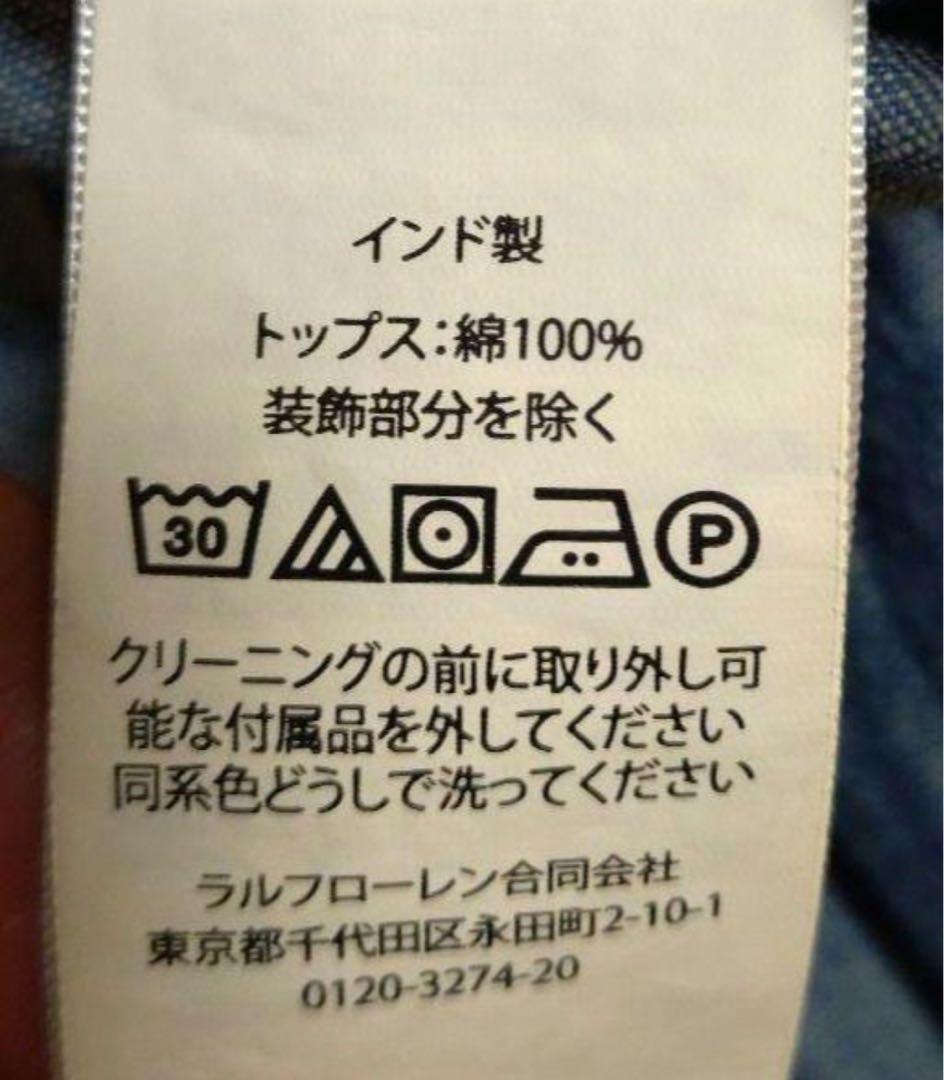 インド製
トップス:綿100%
装飾部分を除く
30 P
クリーニングの前に取り外し可
能な付属品を外してください
同系色どうしで洗ってください
ラルフローレン合同会社
東京都千代田区永田町2-10-1
0120-3274-20